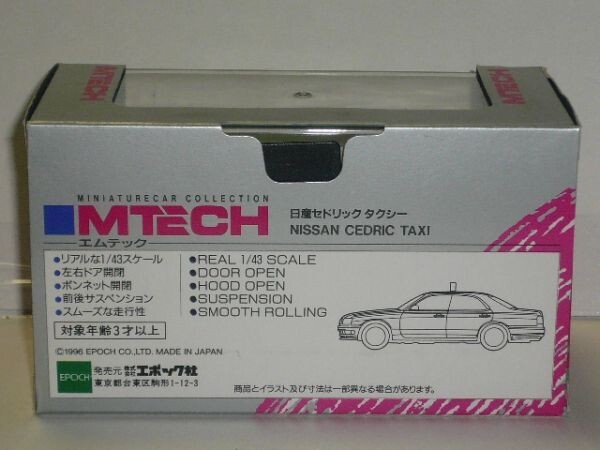 MTECH
MTECH
MINIATURECAR COLLECTION
MTECH
エムテック
日産セドリック タクシー
NISSAN CEDRIC TAXI
•リアルな1/43スケール
•左右ドア開閉
•ボンネット開閉
•前後サスペンション
•スムーズな走行性
•REAL 1/43 SCALE
•DOOR OPEN
•HOOD OPEN
•SUSPENSION
•SMOOTH ROLLING
対象年齢3才以上
©1996 EPOCH CO.,LTD. MADE IN JAPAN
EPOCH
発売元 株式会社エポック社
東京都台東区駒形1-12-3
商品とイラスト及び寸法は一部異なる場合があります。